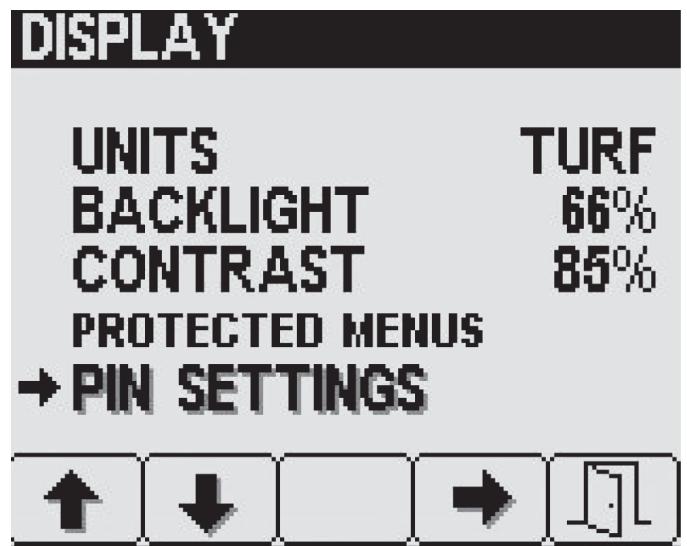 DISPLAY
UNITS TURF
BACKLIGHT 66%
CONTRAST 85%
PROTECTED MENUS
PIN SETTINGS